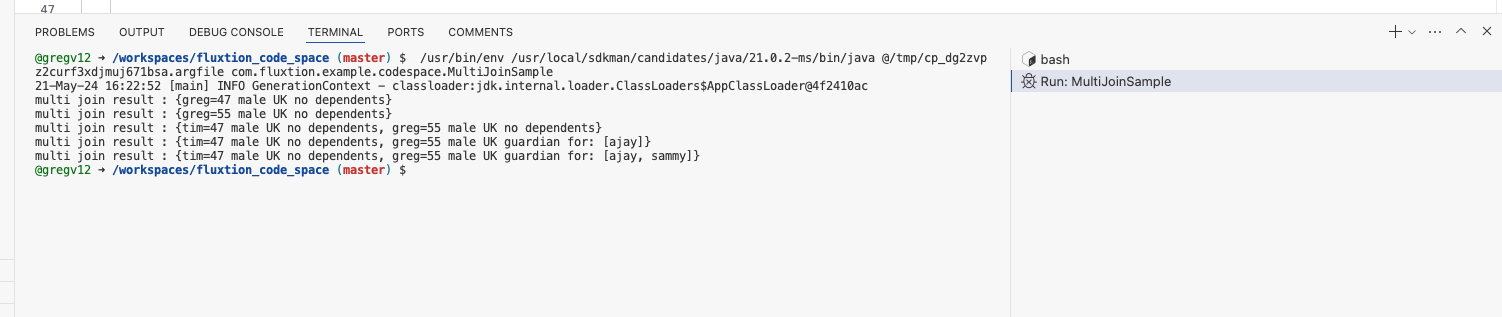 47
PROBLEMS OUTPUT DEBUG CONSOLE TERMINAL PORTS COMMENTS
@gregv12 → /workspaces/fluxtion_code_space (master) $  /usr/bin/env /usr/local/sdkman/candidates/java/21.0.2-ms/bin/java @/tmp/cp_dg2zvp
z2curf3xdjmuj671bsa.argfile com.fluxtion.example.codespace.MultiJoinSample
21-May-24 16:22:52 [main] INFO GenerationContext - classloader:jdk.internal.loader.ClassLoaders$AppClassLoader@4f2410ac
multi join result : {greg=47 male UK no dependents}
multi join result : {greg=55 male UK no dependents}
multi join result : {tim=47 male UK no dependents, greg=55 male UK no dependents}
multi join result : {tim=47 male UK no dependents, greg=55 male UK guardian for: [ajay]}
multi join result : {tim=47 male UK no dependents, greg=55 male UK guardian for: [ajay, sammy]}
@gregv12 → /workspaces/fluxtion_code_space (master) $
bash
Run: MultiJoinSample